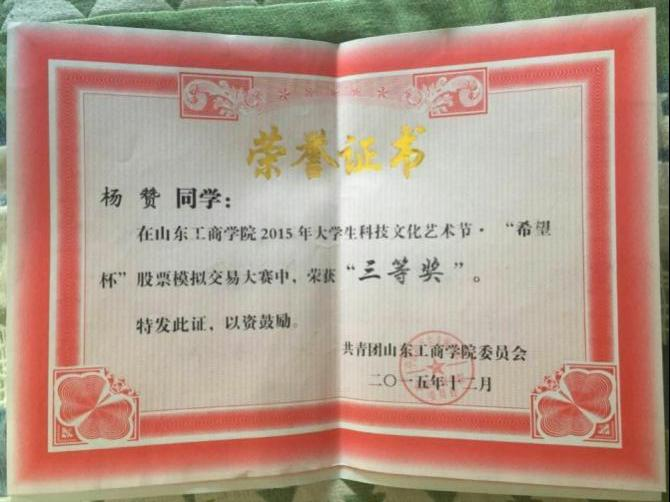 荣誉证书
杨 赞 同学：
在山东工商学院2015年大学生科技文化艺术节·“希望
杯”股票模拟交易大赛中，荣获“三等奖”。
特发此证，以资鼓励。
共青团山东工商学院委员会
二〇一五年十二月